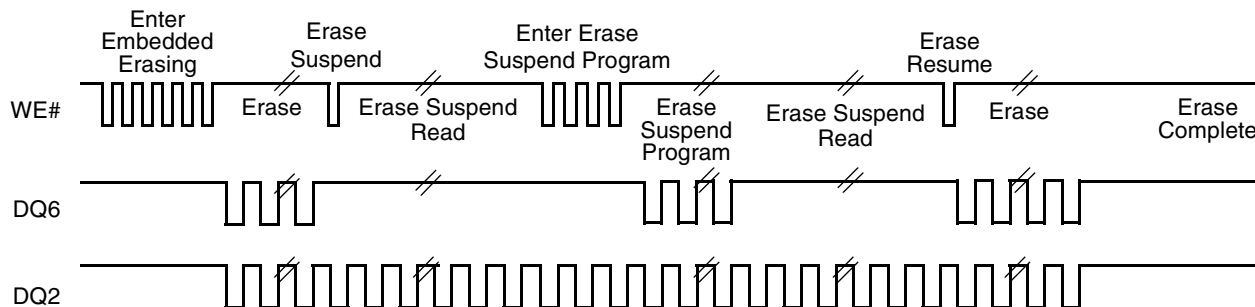 Enter
Embedded
Erasing
Erase
Suspend
Enter Erase
Suspend Program
Erase
Resume
WE#
Erase
Erase Suspend
Read
Erase
Suspend
Program
Erase Suspend
Read
Erase
Erase
Complete
DQ6
DQ2